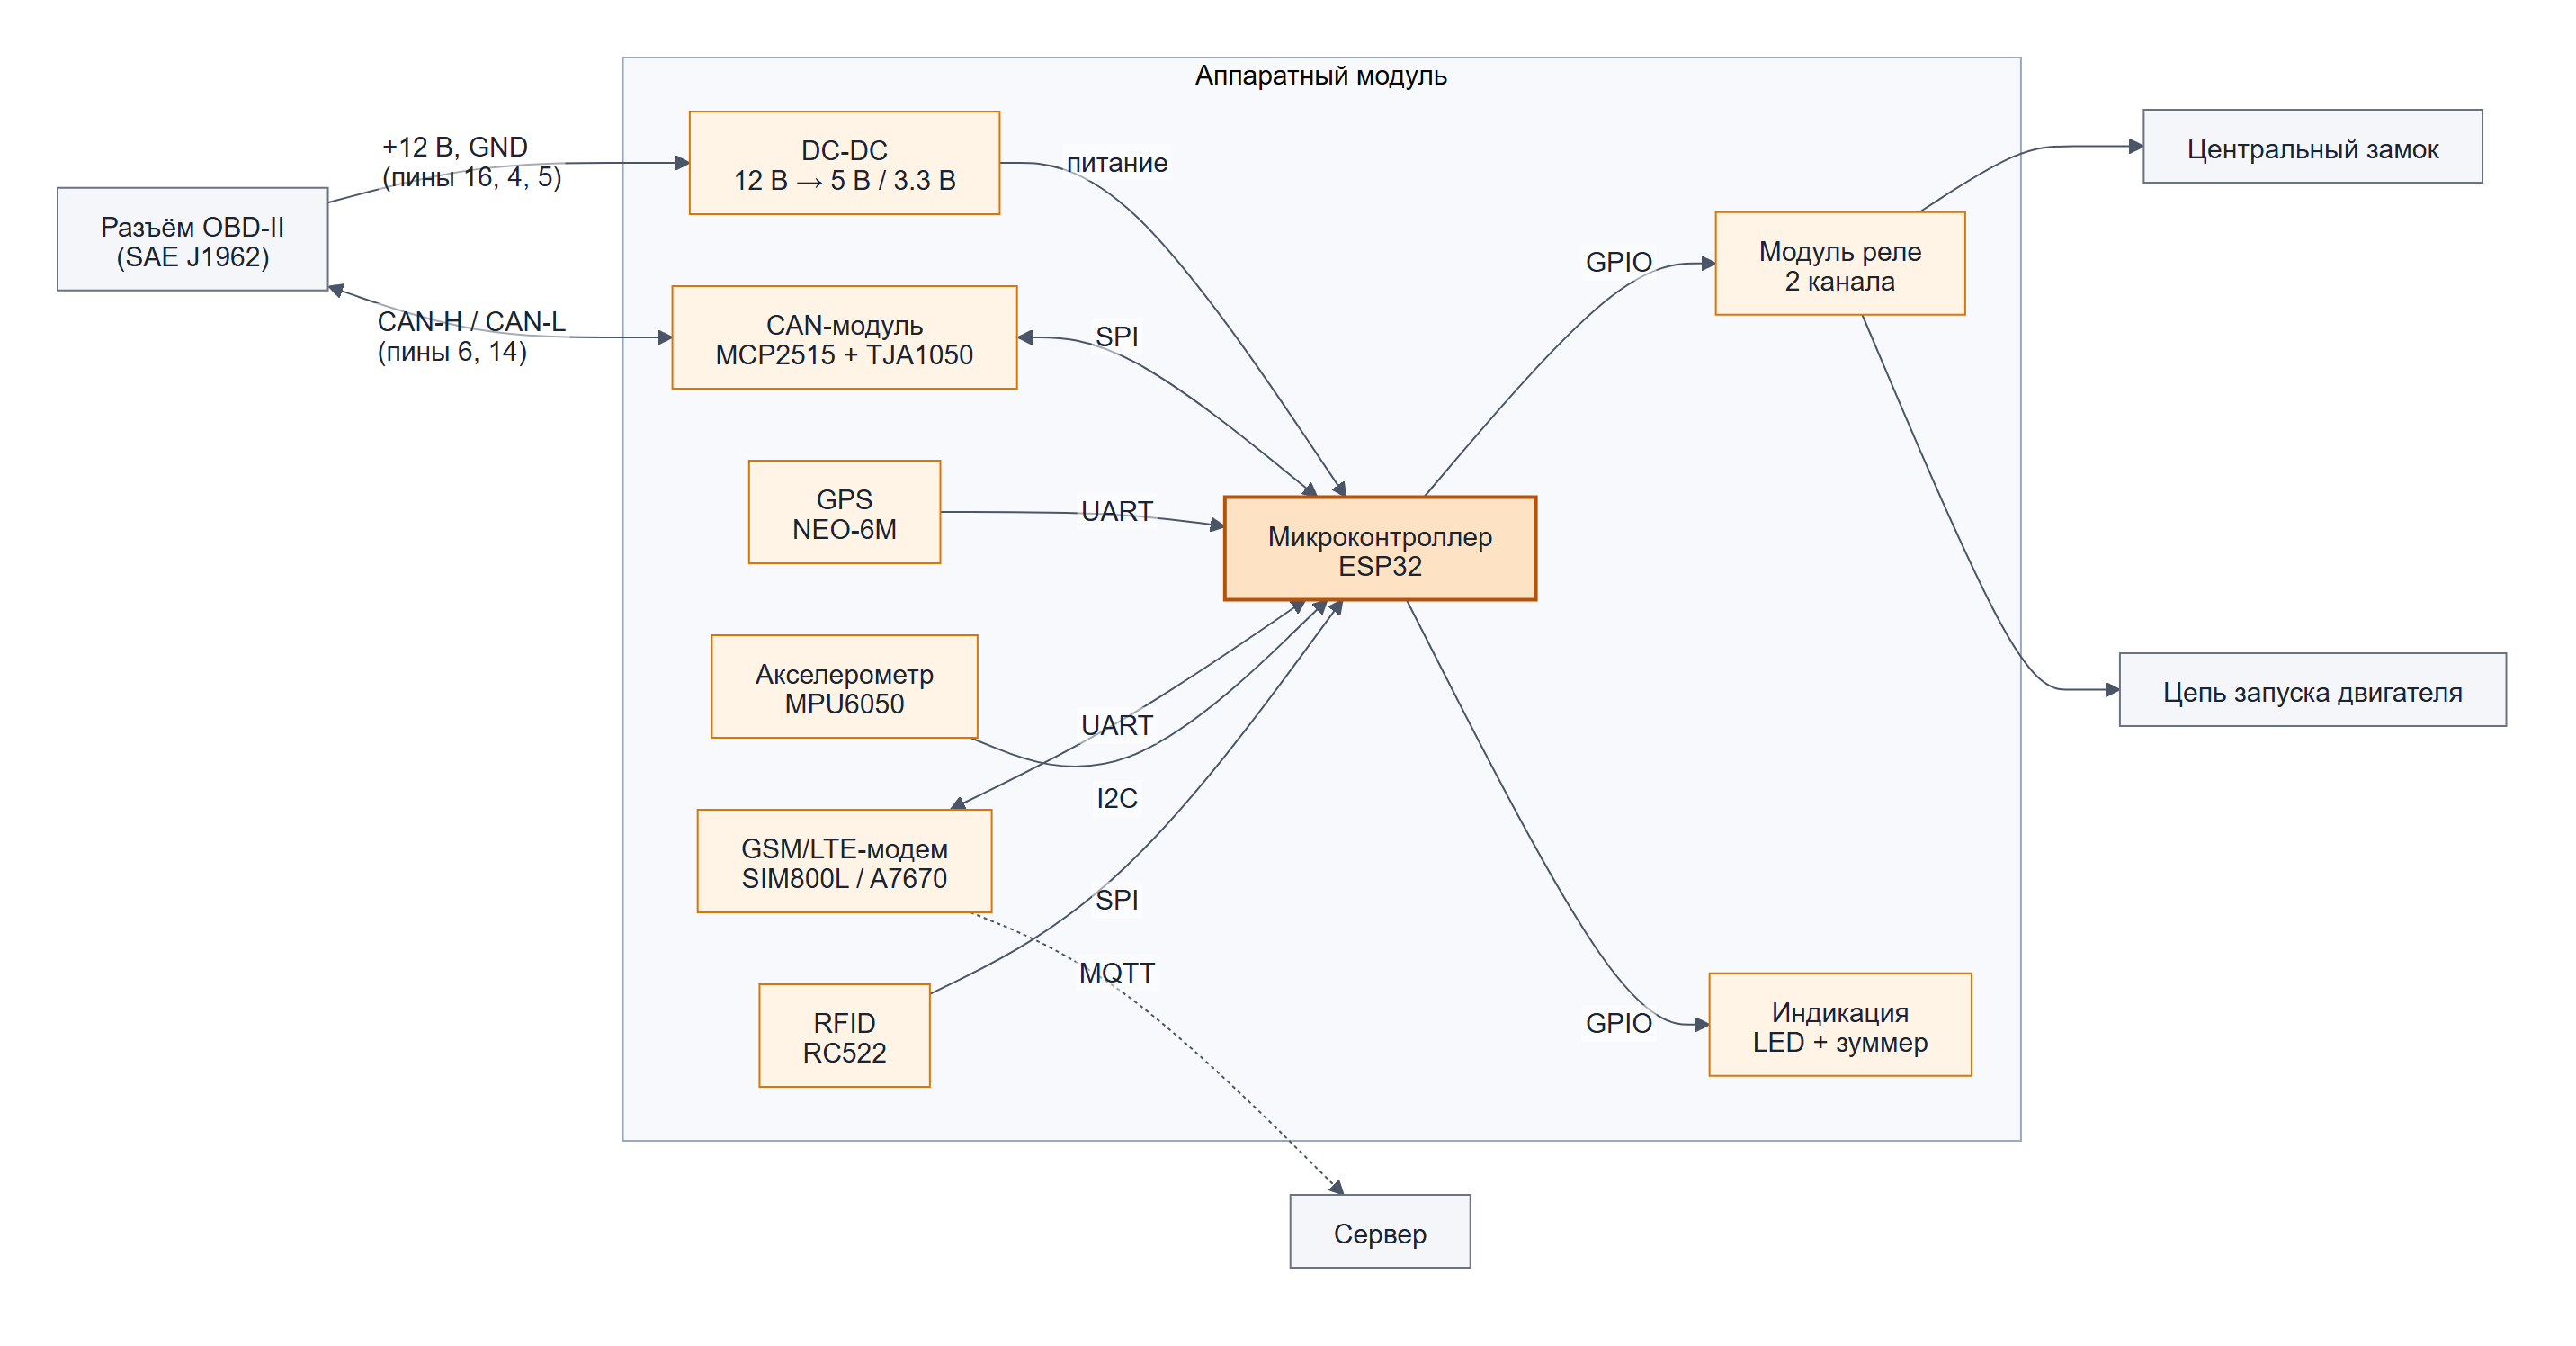 Аппаратный модуль
+12 В, GND
(пины 16, 4, 5)
Разъём OBD-II
(SAE J1962)
CAN-H / CAN-L
(пины 6, 14)
DC-DC
12 В → 5 В / 3.3 В
питание
CAN-модуль
MCP2515 + TJA1050
SPI
GPS
NEO-6M
UART
Микроконтроллер
ESP32
Акселерометр
MPU6050
UART
I2C
GSM/LTE-модем
SIM800L / A7670
SPI
MQTT
RFID
RC522
GPIO
Модуль реле
2 канала
GPIO
Индикация
LED + зуммер
Центральный замок
Цепь запуска двигателя
Сервер